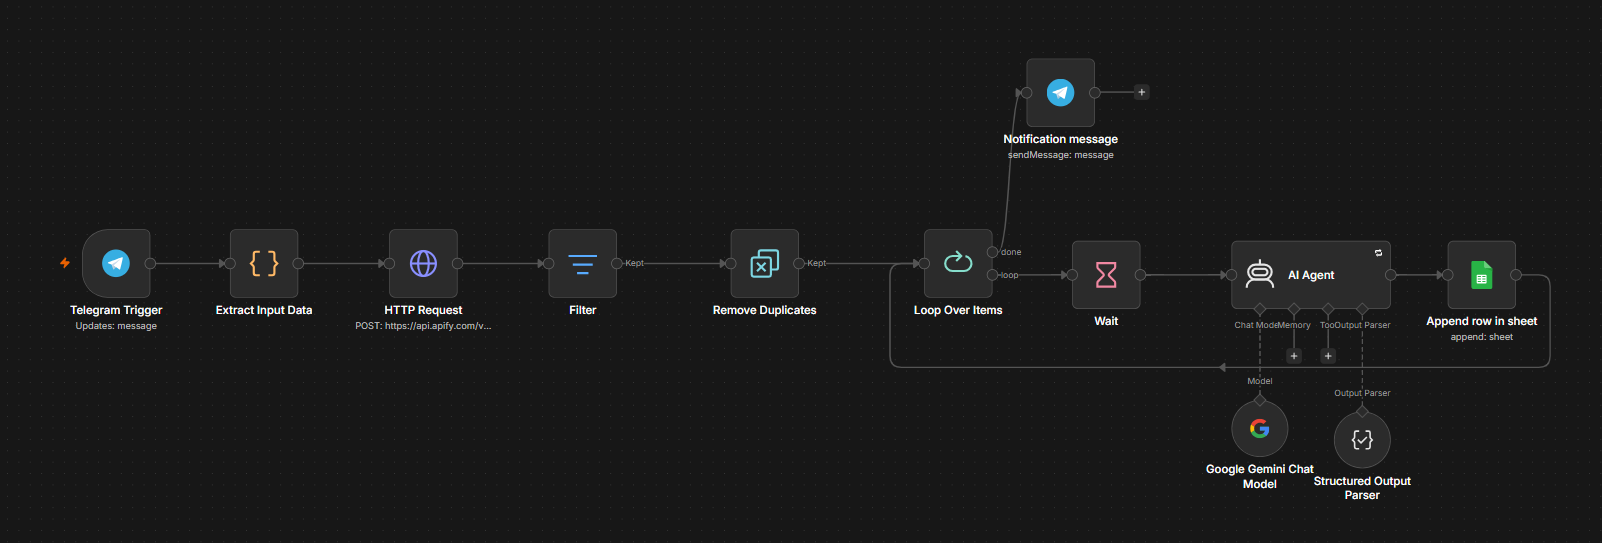 Notification message
sendMessage: message
Telegram Trigger
Updates: message
Extract Input Data
HTTP Request
POST: https://api.apify.com/v...
Filter
Kept
Remove Duplicates
Kept
Loop Over Items
done
loop
Wait
AI Agent
Chat Mode
Memory
Too
Output Parser
Append row in sheet
append: sheet
Model
Output Parser
Google Gemini Chat
Model
Structured Output
Parser